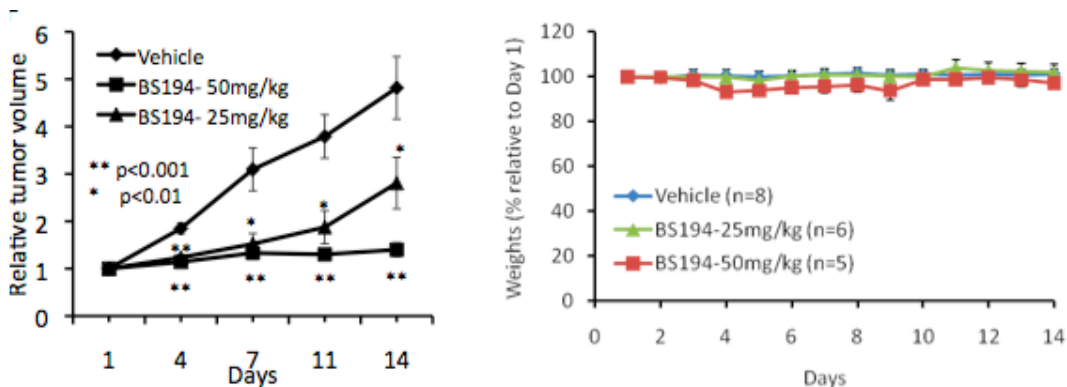 Relative tumor volume
6
5
4
3
2
1
0
Vehicle
BS194- 50mg/kg
BS194- 25mg/kg
** p<0.001
* p<0.01
*
*
*
**
**
**
**
**
1
4
7
11
14
Days
Weights (% relative to Day 1)
120
100
80
60
40
20
0
Vehicle (n=8)
BS194-25mg/kg (n=6)
BS194-50mg/kg (n=5)
0
2
4
6
8
10
12
14
Days